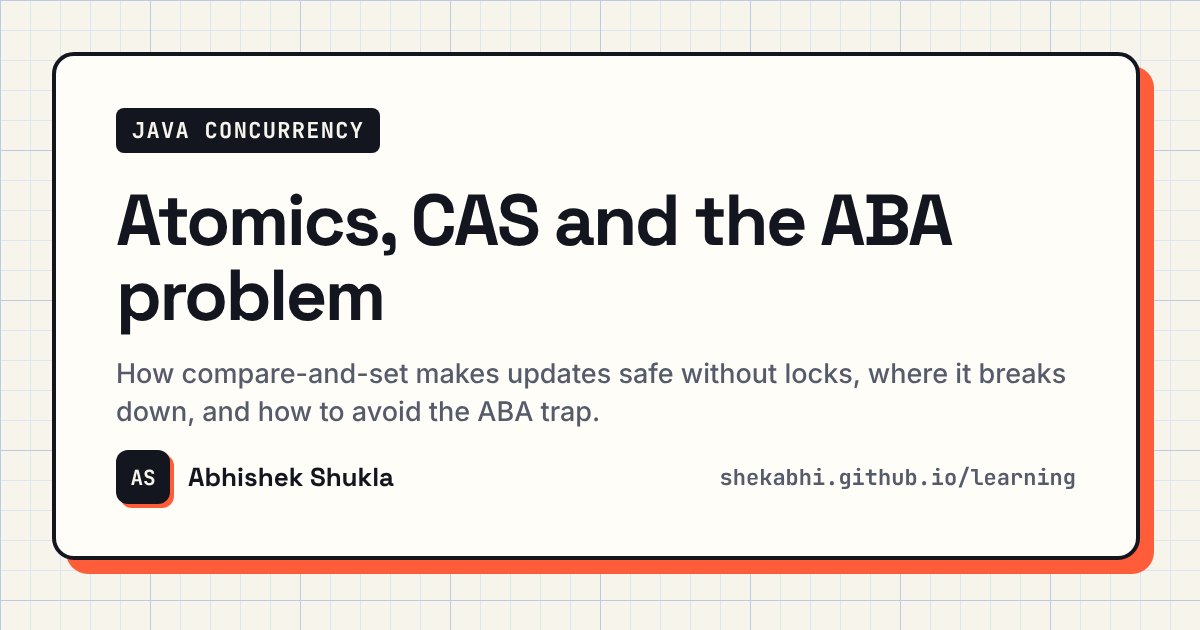 JAVA CONCURRENCY
Atomics, CAS and the ABA
problem
How compare-and-set makes updates safe without locks, where it breaks
down, and how to avoid the ABA trap.
AS
Abhishek Shukla
shekabhi.github.io/learning